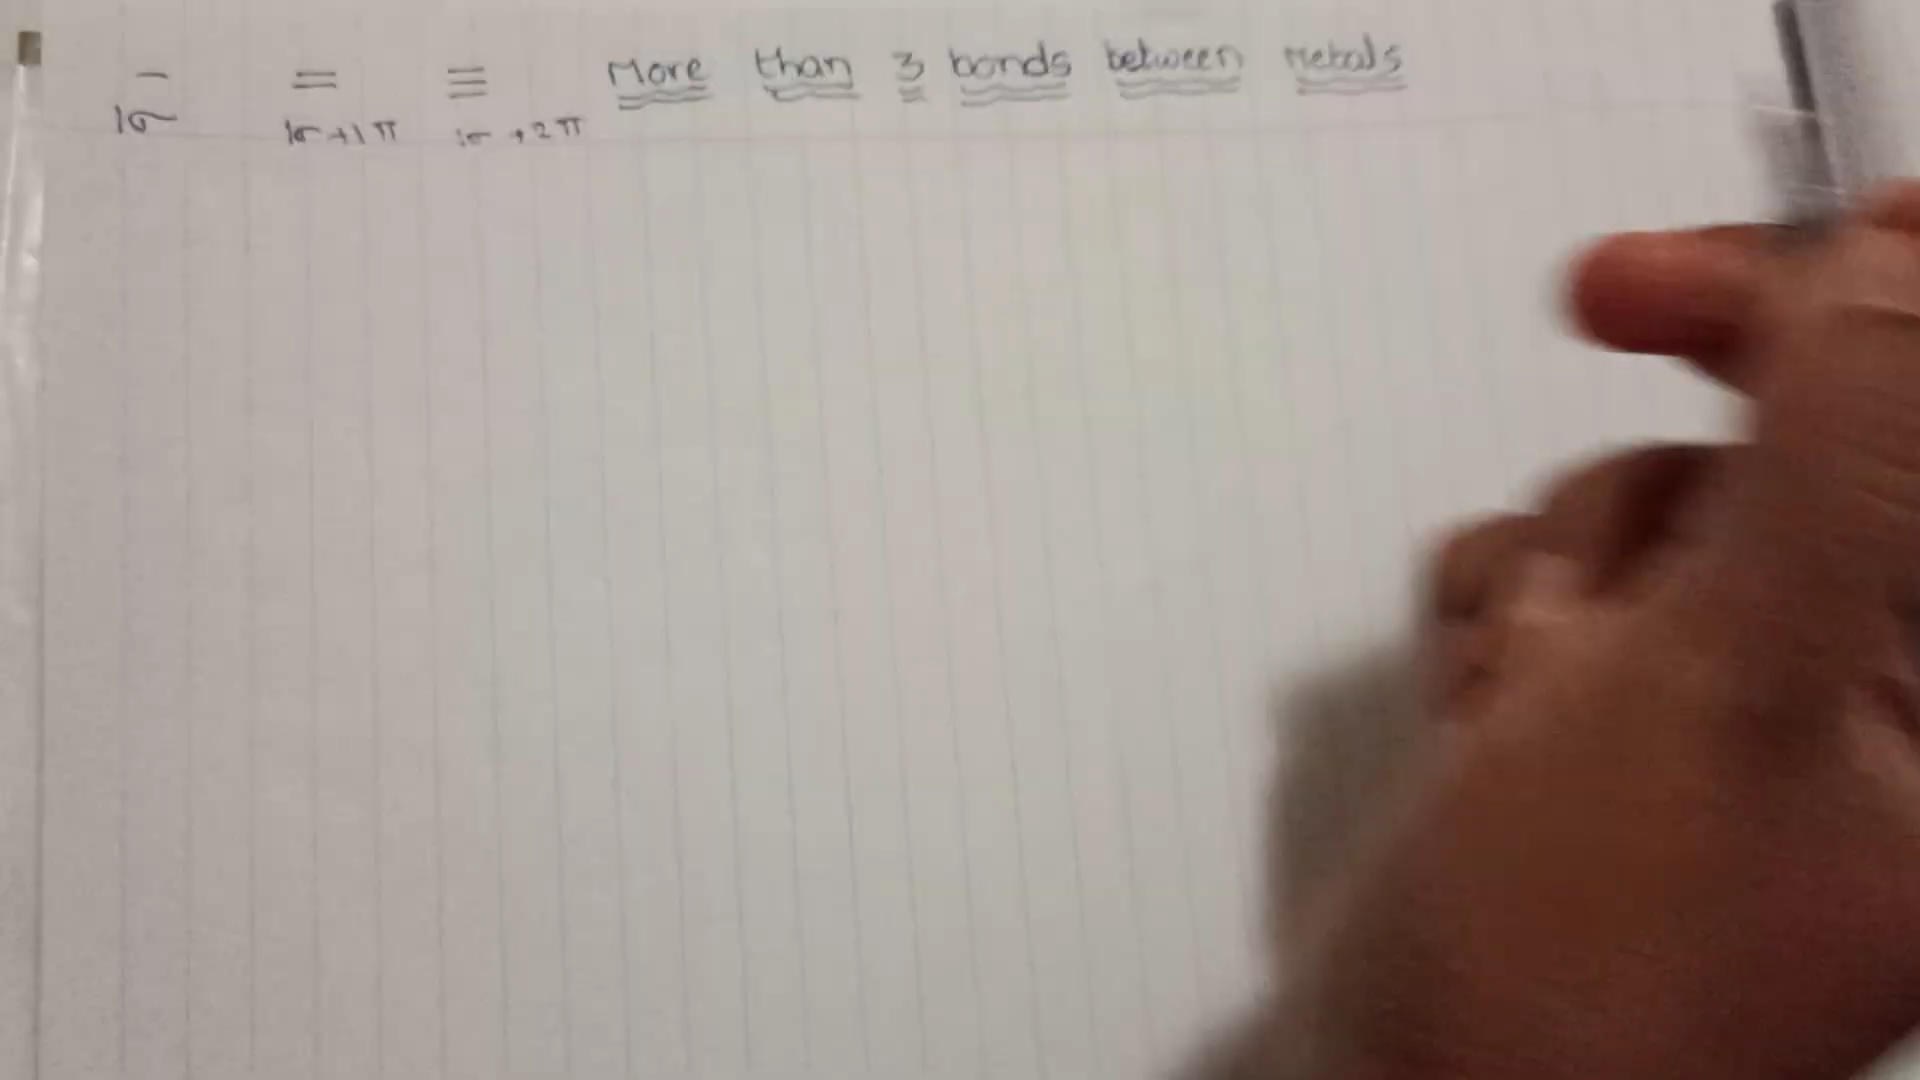 — = ≡ More than 3 bonds between Metals
1σ 1σ+1π 1σ+2π